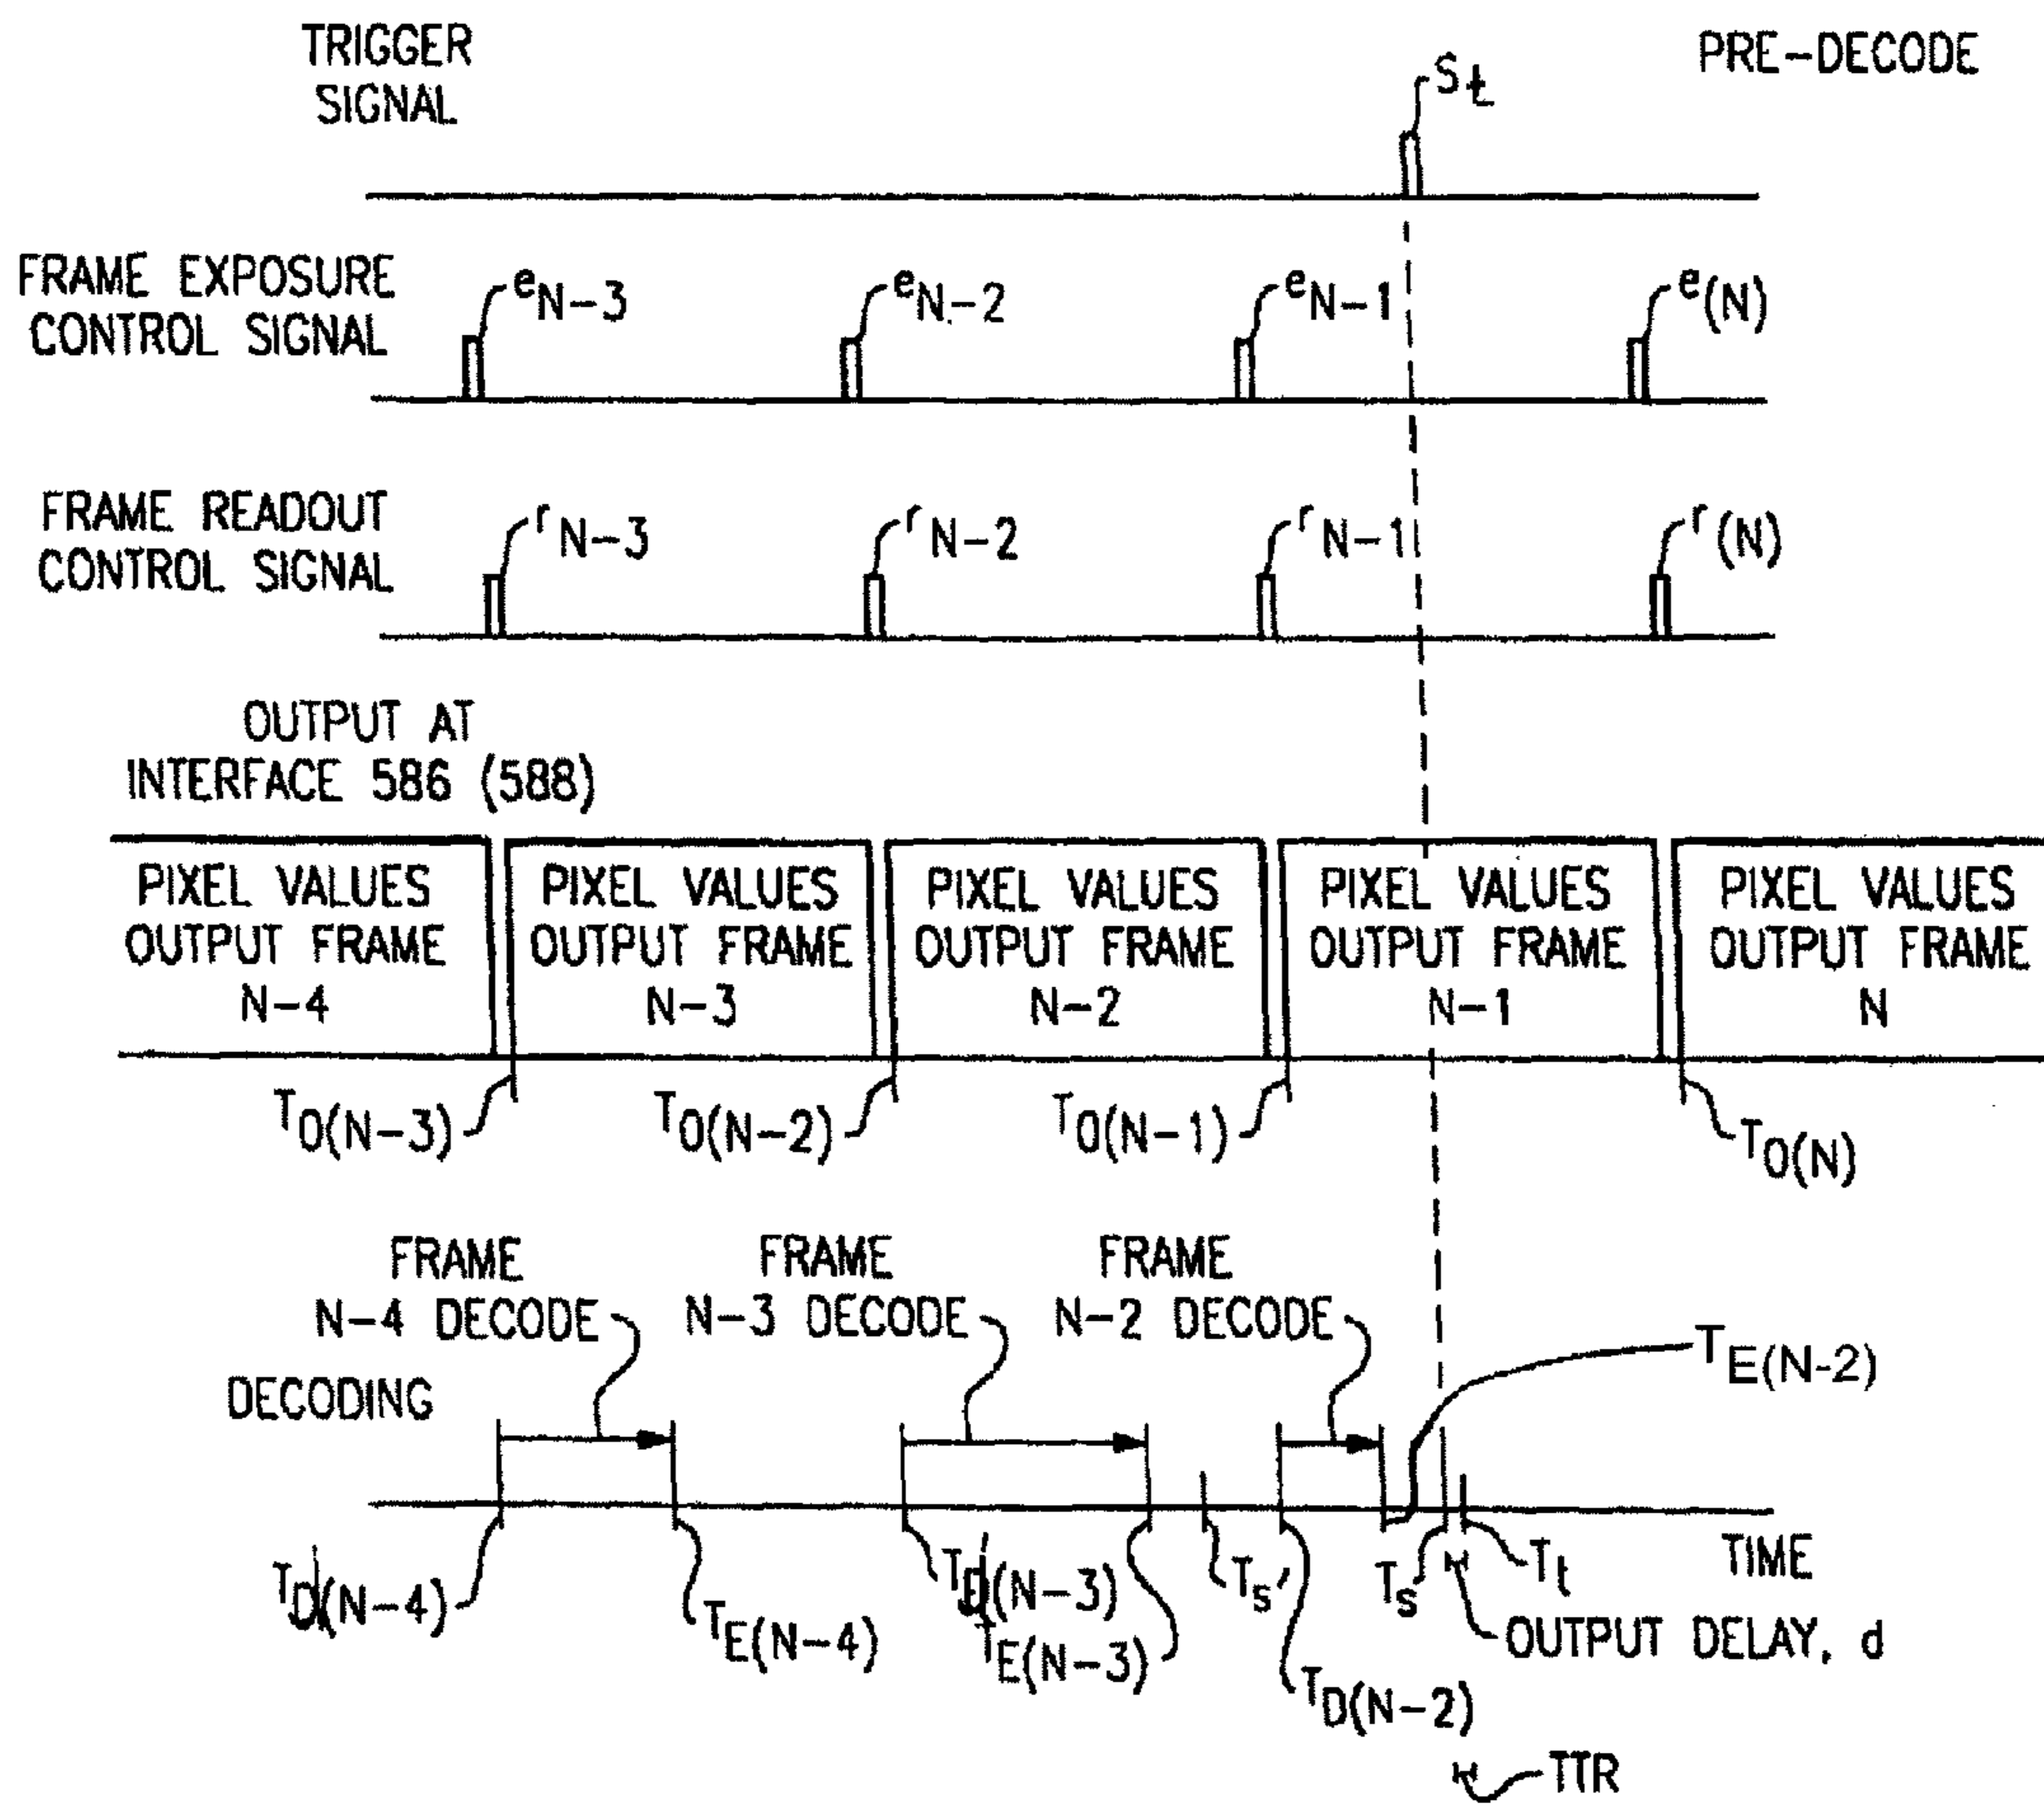 TRIGGER
SIGNAL
PRE-DECODE
St
FRAME EXPOSURE
CONTROL SIGNAL
eN-3
eN-2
eN-1
e(N)
FRAME READOUT
CONTROL SIGNAL
rN-3
rN-2
rN-1
r(N)
OUTPUT AT
INTERFACE 586 (588)
PIXEL VALUES
OUTPUT FRAME
N-4
PIXEL VALUES
OUTPUT FRAME
N-3
PIXEL VALUES
OUTPUT FRAME
N-2
PIXEL VALUES
OUTPUT FRAME
N-1
PIXEL VALUES
OUTPUT FRAME
N
TO(N-3)
TO(N-2)
TO(N-1)
TO(N)
FRAME
N-4 DECODE
FRAME
N-3 DECODE
FRAME
N-2 DECODE
TE(N-2)
DECODING
TIME
TD(N-4)
TE(N-4)
TD(N-3)
TE(N-3)
Ts'
TD(N-2)
Ts
Tt
OUTPUT DELAY, d
TTR